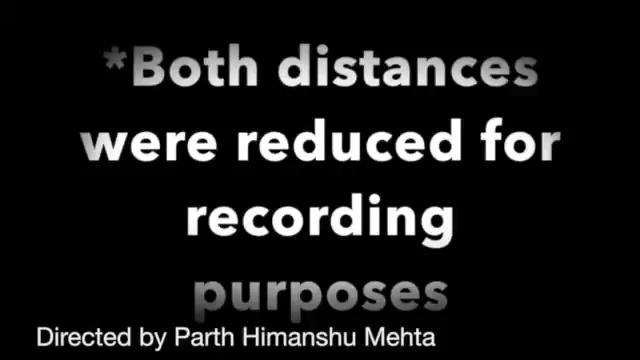 *Both distances
were reduced for
recording
purposes
Directed by Parth Himanshu Mehta